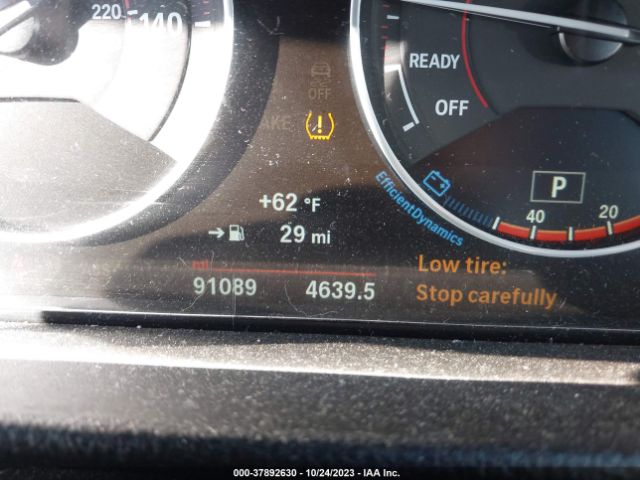 220
140
OFF
READY
OFF
+62 °F
29 mi
P
EfficientDynamics
40
20
mi
91089
4639.5
Low tire:
Stop carefully
000-37892630 - 10/24/2023 - IAA Inc.